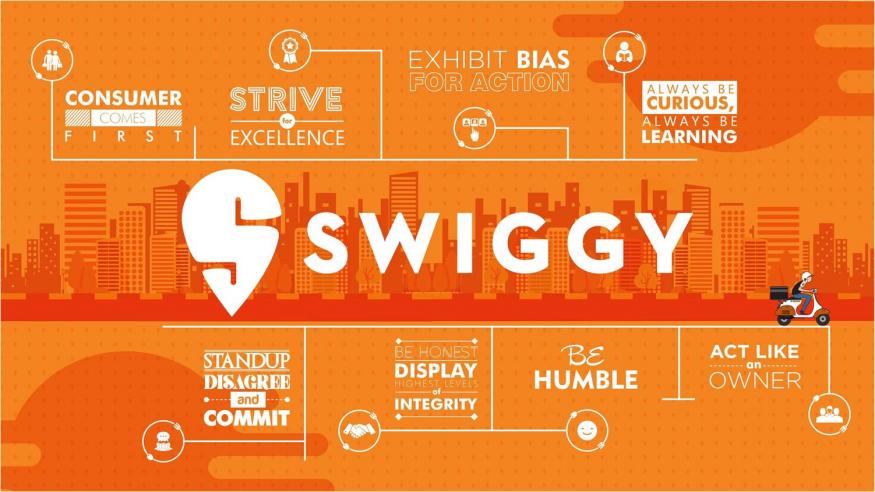 CONSUMER
COMES
FIRST
STRIVE
for
EXCELLENCE
EXHIBIT BIAS
FOR ACTION
ALWAYS BE
CURIOUS,
ALWAYS BE
LEARNING
SWIGGY
STANDUP
DISAGREE
and
COMMIT
BE HONEST
DISPLAY
HIGHEST LEVELS
of
INTEGRITY
BE
HUMBLE
ACT LIKE
an
OWNER